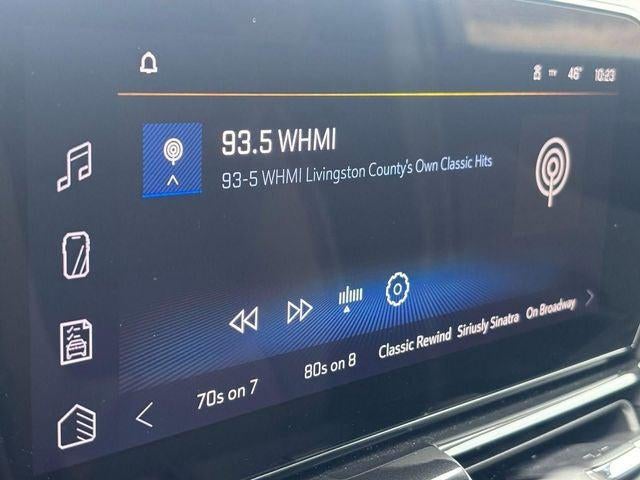 46° 10:23
93.5 WHMI
93-5 WHMI Livingston County's Own Classic Hits
70s on 7 80s on 8 Classic Rewind Siriusly Sinatra On Broadway